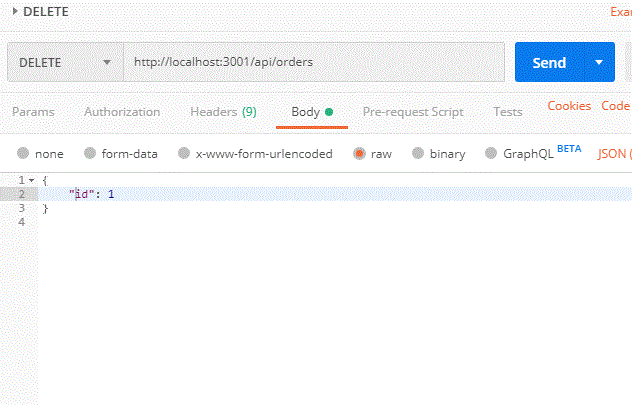 DELETE
Exa
DELETE http://localhost:3001/api/orders Send
Params Authorization Headers (9) Body Pre-request Script Tests Cookies Code
none form-data x-www-form-urlencoded raw binary GraphQL BETA JSON (
1 {
2 "id": 1
3 }
4